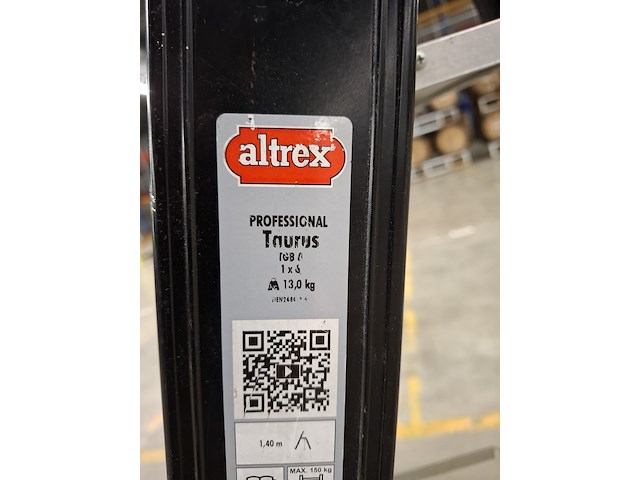 altrex®
PROFESSIONAL
Taurus
1 x 6
13,0 kg
1,40 m
MAX. 150 kg